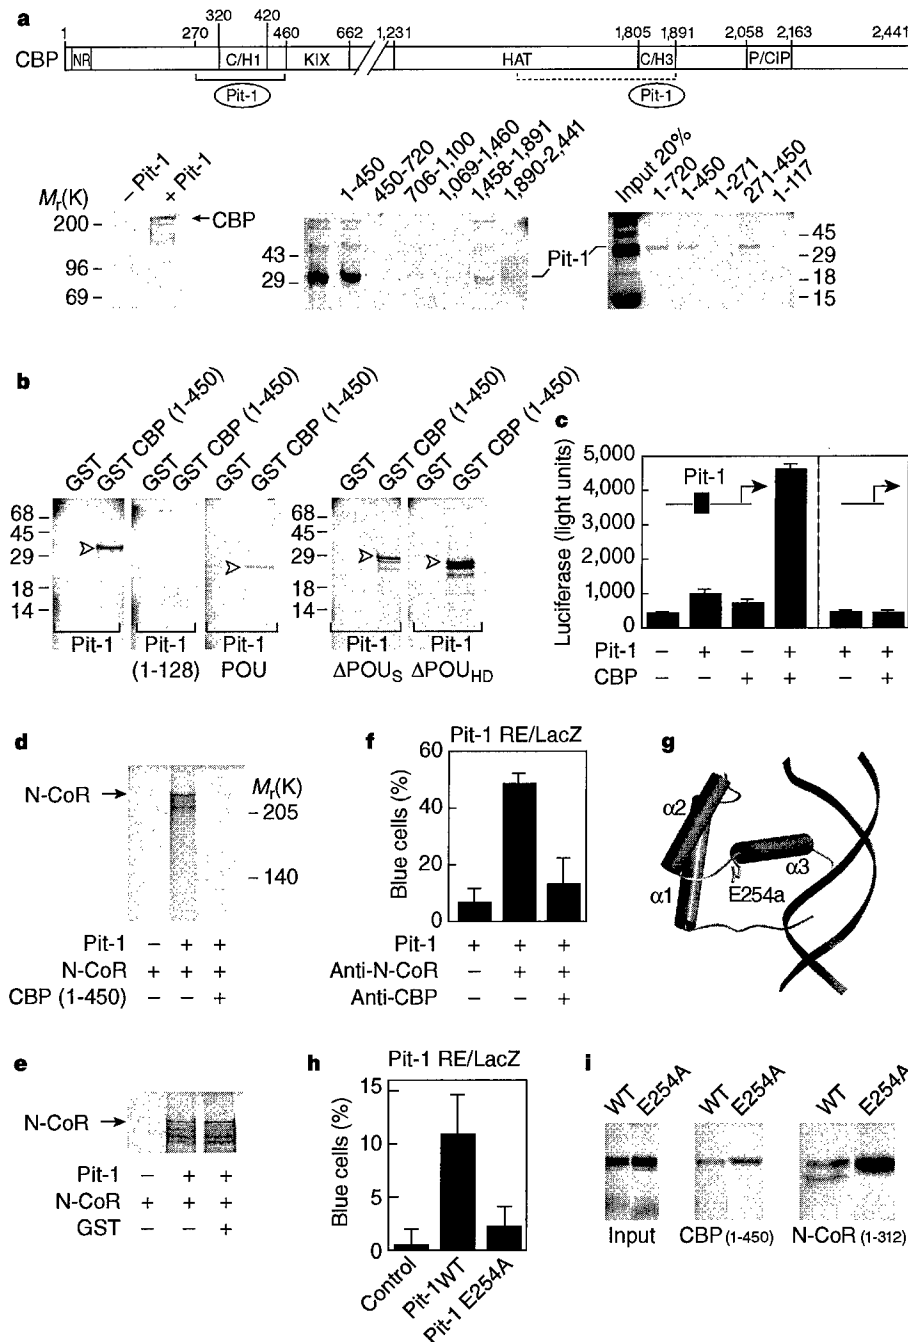 a
320 420
1 270 460 662 1,231 1,805 1,891 2,058 2,163 2,441
CBP NR C/H1 KIX HAT C/H3 P/CIP
Pit-1 Pit-1
– Pit-1
+ Pit-1
Mr(K)
200 –
96 –
69 –
←CBP
1-450
450-720
706-1,100
1,069-1,460
1,458-1,891
1,890-2,441
43 –
29 –
Pit-1
Input 20%
1-720
1-450
1-271
271-450
1-117
– 45
– 29
– 18
– 15
b
GST
GST CBP (1-450)
GST
GST CBP (1-450)
GST
GST CBP (1-450)
GST
GST CBP (1-450)
GST
GST CBP (1-450)
68 –
45 –
29 –
18 –
14 –
68 –
45 –
29 –
18 –
14 –
Pit-1 Pit-1 Pit-1 Pit-1 Pit-1
(1-128) POU ΔPOUS ΔPOUHD
c
Luciferase (light units)
5,000
4,000
3,000
2,000
1,000
0
Pit-1
Pit-1 – + – + + +
CBP – – + + – +
d
N-CoR →
Mr(K)
– 205
– 140
Pit-1 – + +
N-CoR + + +
CBP (1-450) – – +
f
Pit-1 RE/LacZ
Blue cells (%)
60
40
20
0
Pit-1 + + +
Anti-N-CoR – + +
Anti-CBP – – +
g
α2
α1
α3
E254a
e
N-CoR →
Pit-1 – + +
N-CoR + + +
GST – – +
h
Pit-1 RE/LacZ
Blue cells (%)
15
10
5
0
Control
Pit-1WT
Pit-1 E254A
i
WT E254A WT E254A WT E254A
Input CBP (1-450) N-CoR (1-312)